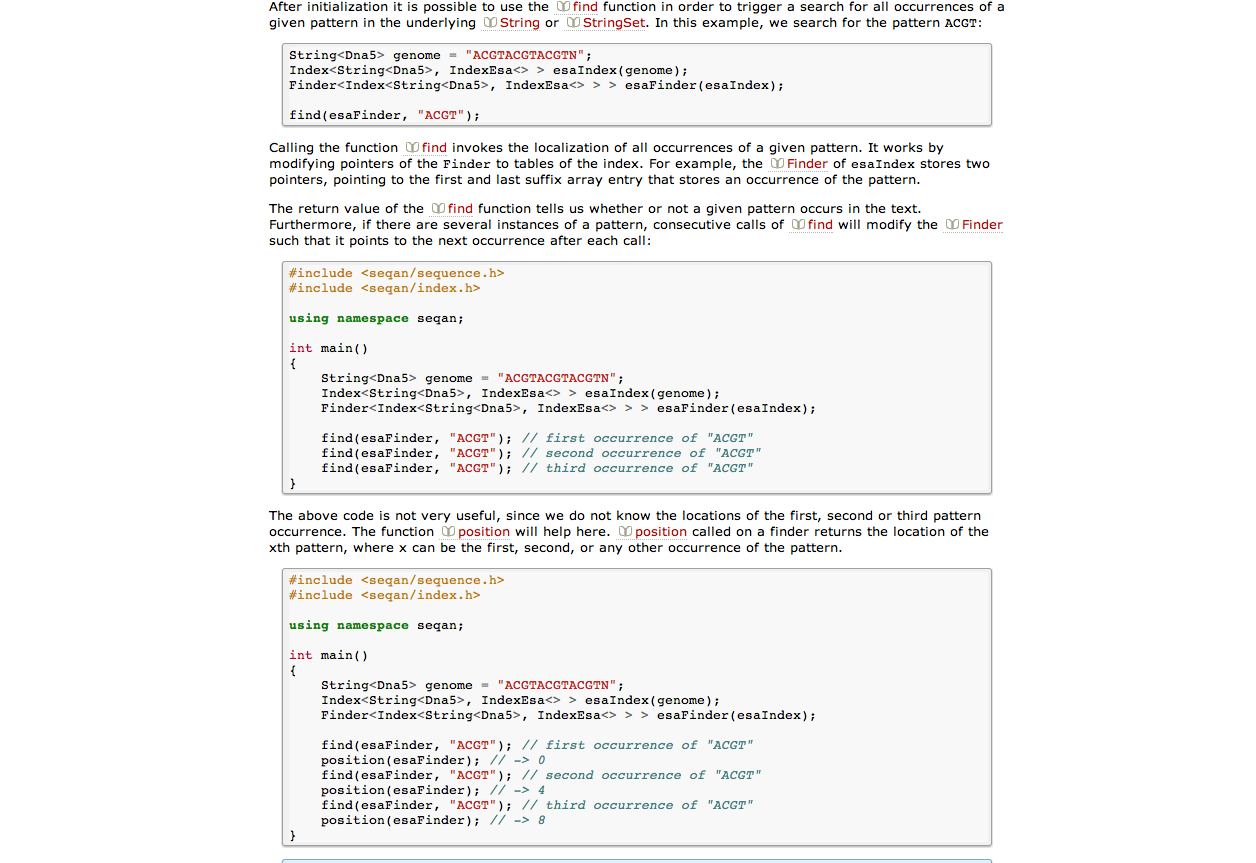 After initialization it is possible to use the find function in order to trigger a search for all occurrences of a
given pattern in the underlying String or StringSet. In this example, we search for the pattern ACGT:
String<Dna5> genome = "ACGTACGTACGTN";
Index<String<Dna5>, IndexEsa<> > esaIndex(genome);
Finder<Index<String<Dna5>, IndexEsa<> > > esaFinder(esaIndex);
find(esaFinder, "ACGT");
Calling the function find invokes the localization of all occurrences of a given pattern. It works by
modifying pointers of the Finder to tables of the index. For example, the Finder of esaIndex stores two
pointers, pointing to the first and last suffix array entry that stores an occurrence of the pattern.
The return value of the find function tells us whether or not a given pattern occurs in the text.
Furthermore, if there are several instances of a pattern, consecutive calls of find will modify the Finder
such that it points to the next occurrence after each call:
#include <seqan/sequence.h>
#include <seqan/index.h>
using namespace seqan;
int main()
{
String<Dna5> genome = "ACGTACGTACGTN";
Index<String<Dna5>, IndexEsa<> > esaIndex(genome);
Finder<Index<String<Dna5>, IndexEsa<> > > esaFinder(esaIndex);
find(esaFinder, "ACGT"); // first occurrence of "ACGT"
find(esaFinder, "ACGT"); // second occurrence of "ACGT"
find(esaFinder, "ACGT"); // third occurrence of "ACGT"
}
The above code is not very useful, since we do not know the locations of the first, second or third pattern
occurrence. The function position will help here. position called on a finder returns the location of the
xth pattern, where x can be the first, second, or any other occurrence of the pattern.
#include <seqan/sequence.h>
#include <seqan/index.h>
using namespace seqan;
int main()
{
String<Dna5> genome = "ACGTACGTACGTN";
Index<String<Dna5>, IndexEsa<> > esaIndex(genome);
Finder<Index<String<Dna5>, IndexEsa<> > > esaFinder(esaIndex);
find(esaFinder, "ACGT"); // first occurrence of "ACGT"
position(esaFinder); // -> 0
find(esaFinder, "ACGT"); // second occurrence of "ACGT"
position(esaFinder); // -> 4
find(esaFinder, "ACGT"); // third occurrence of "ACGT"
position(esaFinder); // -> 8
}